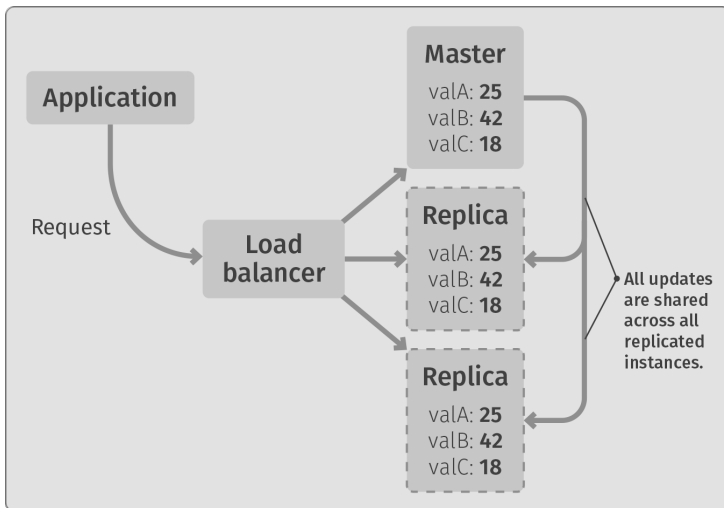 Application
Request
Load
balancer
Master
valA: 25
valB: 42
valC: 18
Replica
valA: 25
valB: 42
valC: 18
Replica
valA: 25
valB: 42
valC: 18
All updates
are shared
across all
replicated
instances.